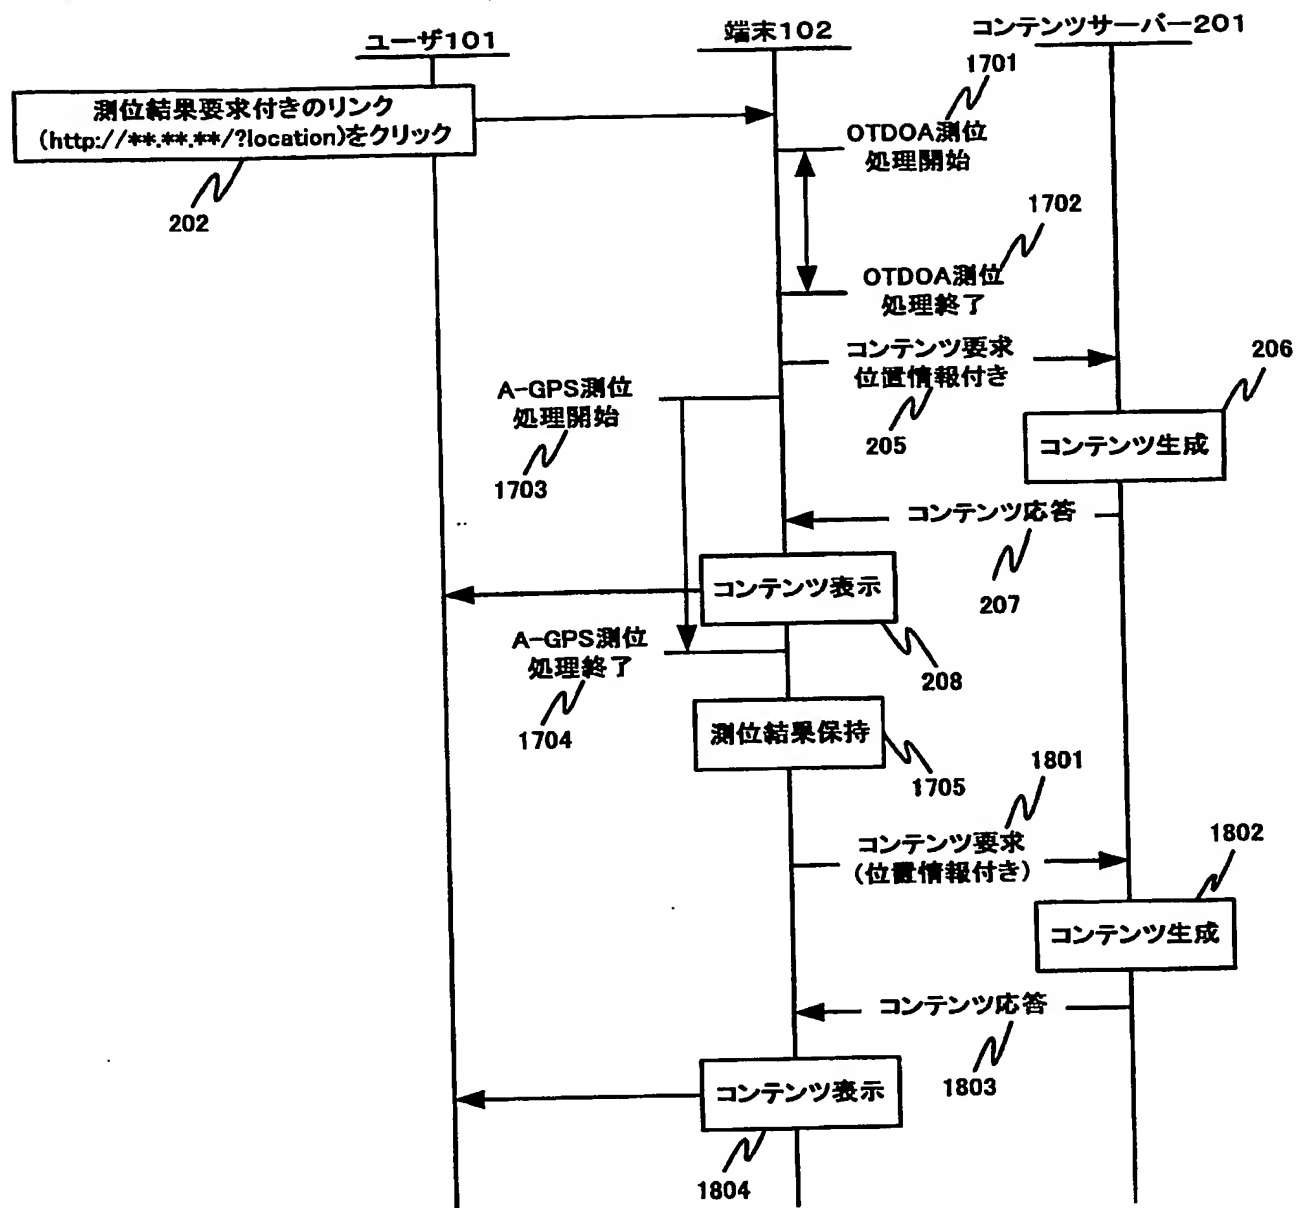 ユーザ101
端末102
コンテンツサーバー201
測位結果要求付きのリンク
(http://**.**.**/?location)をクリック
202
1701
OTDOA測位
処理開始
1702
OTDOA測位
処理終了
コンテンツ要求
位置情報付き
205
206
コンテンツ生成
A-GPS測位
処理開始
1703
コンテンツ応答
207
コンテンツ表示
208
A-GPS測位
処理終了
1704
測位結果保持
1705
1801
コンテンツ要求
(位置情報付き)
1802
コンテンツ生成
コンテンツ応答
1803
コンテンツ表示
1804